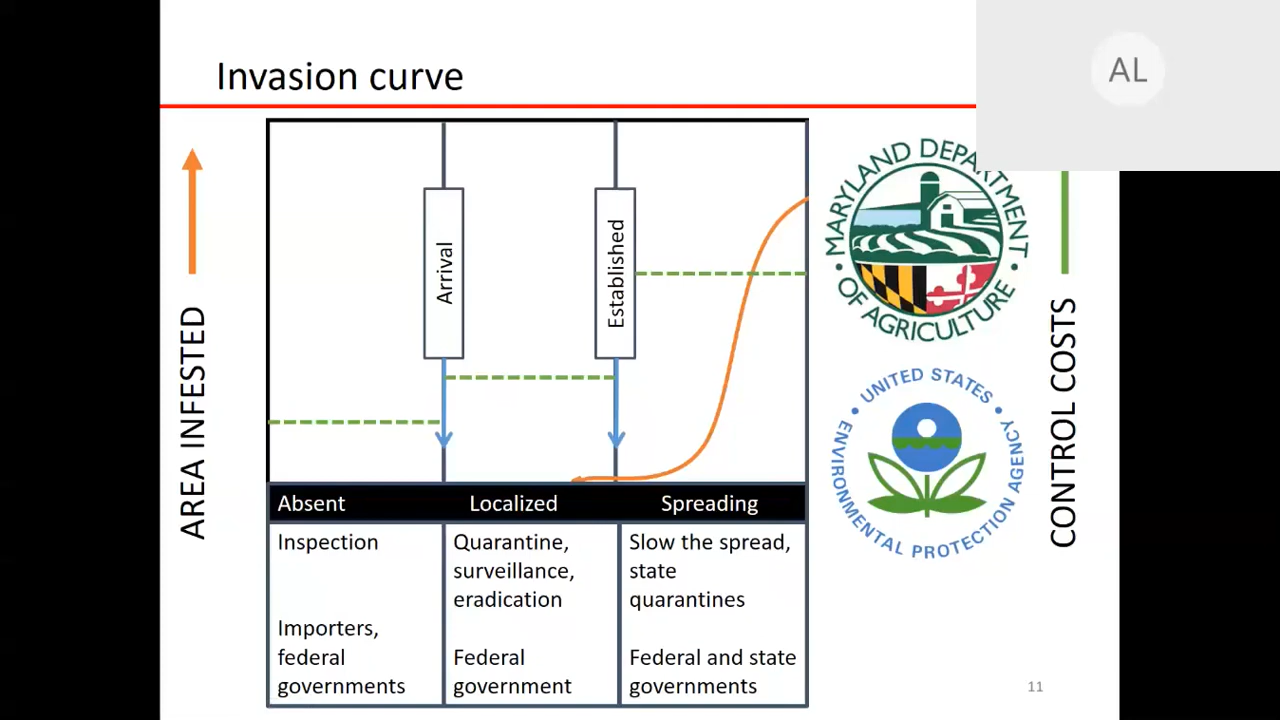 Invasion curve
AL
AREA INFESTED
Arrival
Established
MARYLAND DEPARTMENT
OF AGRICULTURE
UNITED STATES
ENVIRONMENTAL PROTECTION AGENCY
CONTROL COSTS
Absent
Localized
Spreading
Inspection
Importers,
federal
governments
Quarantine,
surveillance,
eradication
Federal
government
Slow the spread,
state
quarantines
Federal and state
governments
11